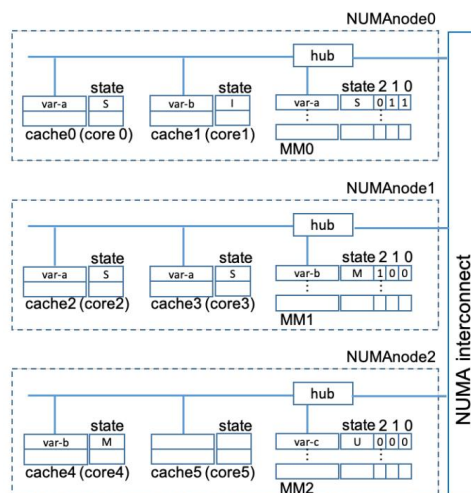 NUMAnode0
hub
state state state 2 1 0
var-a S var-b I var-a S 0 1 1
cache0 (core 0) cache1 (core1)
MM0
NUMAnode1
hub
state state state 2 1 0
var-a S var-a S var-b M 1 0 0
cache2 (core2) cache3 (core3)
MM1
NUMAnode2
hub
state state state 2 1 0
var-b M var-c U 0 0 0
cache4 (core4) cache5 (core5)
MM2
NUMA interconnect